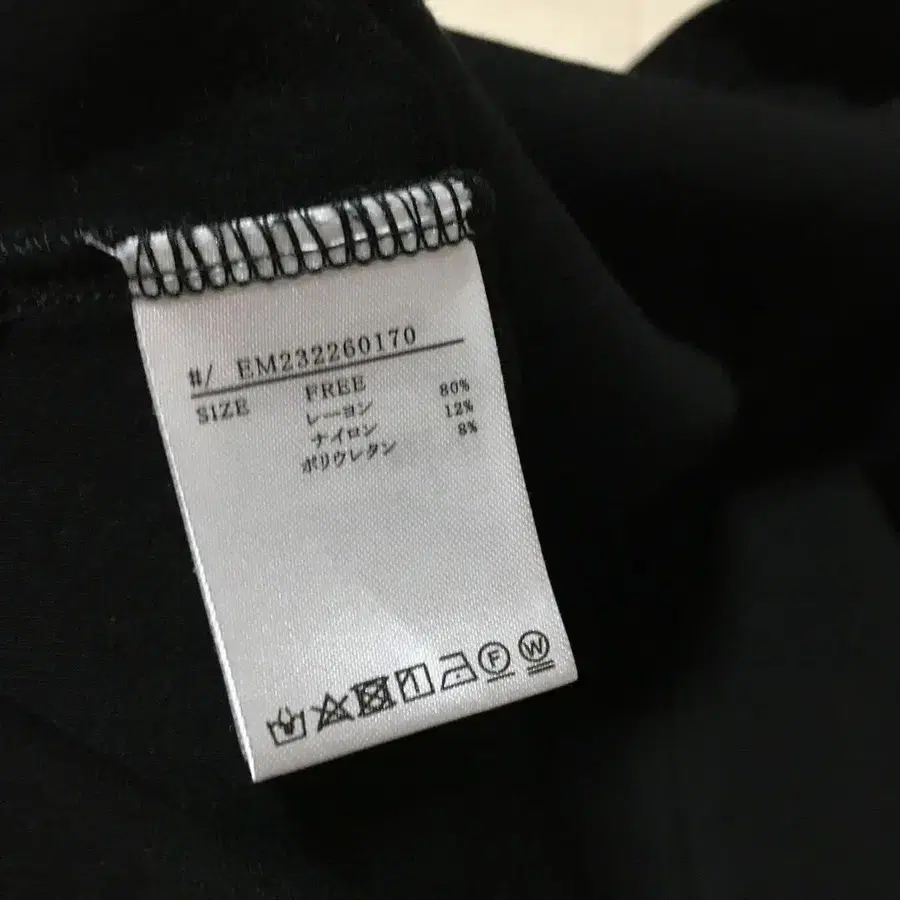 #/ EM232260170
SIZE FREE
レーヨン 80%
ナイロン 12%
ポリウレタン 8%
F W